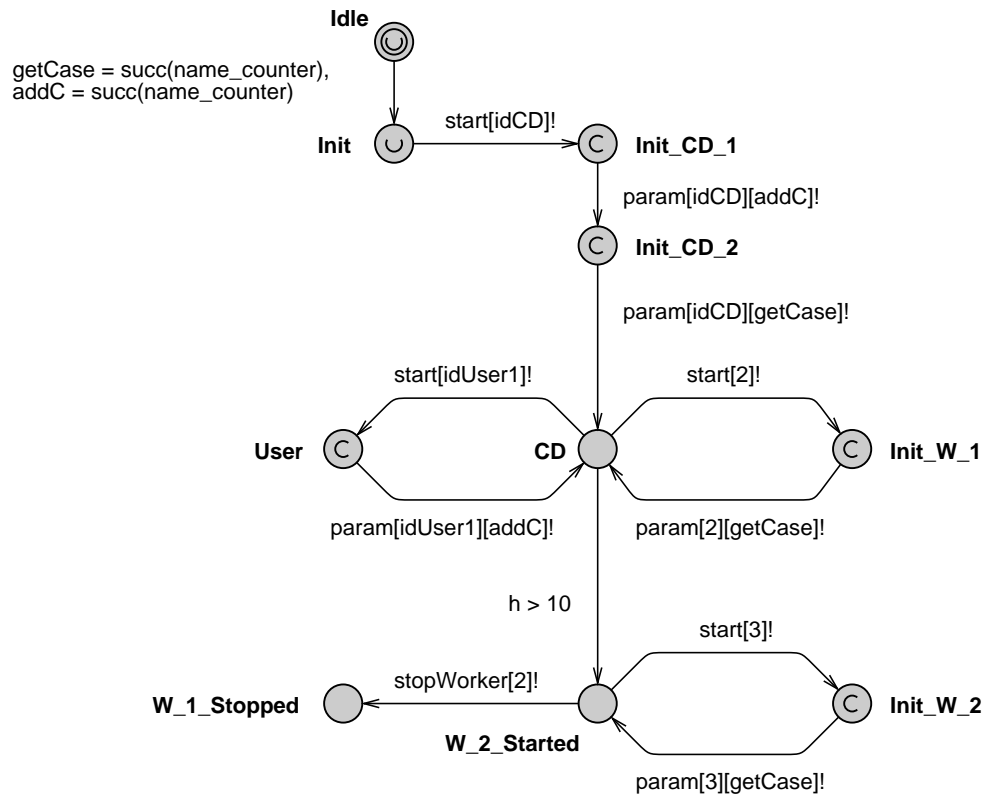 Idle
getCase = succ(name_counter),
addC = succ(name_counter)
start[idCD]!
Init
C
Init_CD_1
param[idCD][addC]!
C
Init_CD_2
param[idCD][getCase]!
start[idUser1]!
start[2]!
User
C
CD
C
Init_W_1
param[idUser1][addC]!
param[2][getCase]!
h > 10
start[3]!
stopWorker[2]!
W_1_Stopped
C
Init_W_2
W_2_Started
param[3][getCase]!